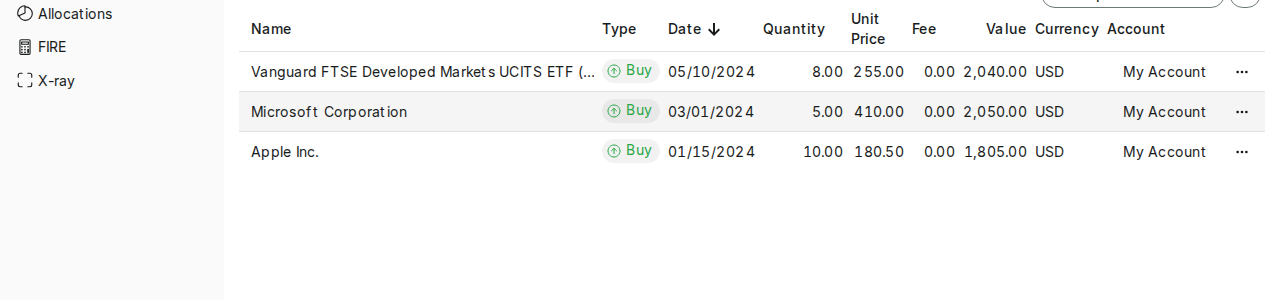 Allocations
FIRE
X-ray
Name Type Date Quantity Unit Price Fee Value Currency Account
Vanguard FTSE Developed Markets UCITS ETF (... Buy 05/10/2024 8.00 255.00 0.00 2,040.00 USD My Account
Microsoft Corporation Buy 03/01/2024 5.00 410.00 0.00 2,050.00 USD My Account
Apple Inc. Buy 01/15/2024 10.00 180.50 0.00 1,805.00 USD My Account